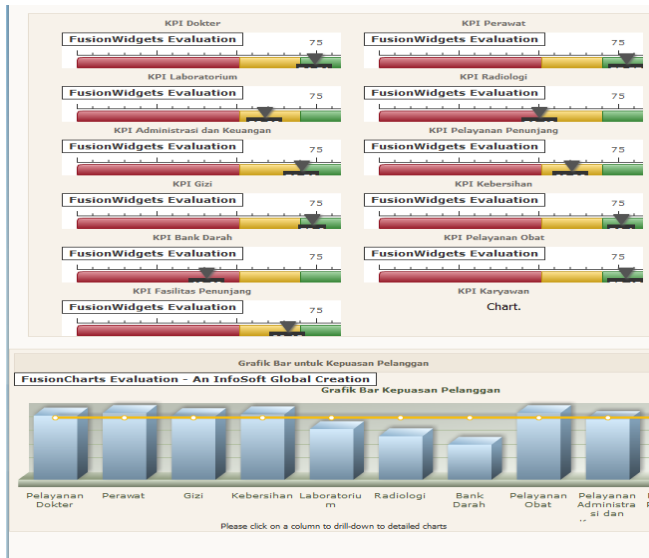 KPI Dokter
KPI Perawat
FusionWidgets Evaluation
75
FusionWidgets Evaluation
75
KPI Laboratorium
KPI Radiologi
FusionWidgets Evaluation
75
FusionWidgets Evaluation
75
KPI Administrasi dan Keuangan
KPI Pelayanan Penunjang
FusionWidgets Evaluation
75
FusionWidgets Evaluation
75
KPI Gizi
KPI Kebersihan
FusionWidgets Evaluation
75
FusionWidgets Evaluation
75
KPI Bank Darah
KPI Pelayanan Obat
FusionWidgets Evaluation
75
FusionWidgets Evaluation
75
KPI Fasilitas Penunjang
KPI Karyawan
FusionWidgets Evaluation
75
Chart.
Grafik Bar untuk Kepuasan Pelanggan
FusionCharts Evaluation - An InfoSoft Global Creation
Grafik Bar Kepuasan Pelanggan
Pelayanan
Dokter
Perawat
Gizi
Kebersihan
Laboratoriu
m
Radiologi
Bank
Darah
Pelayanan
Obat
Pelayanan
Administra
si dan
Please click on a column to drill-down to detailed charts